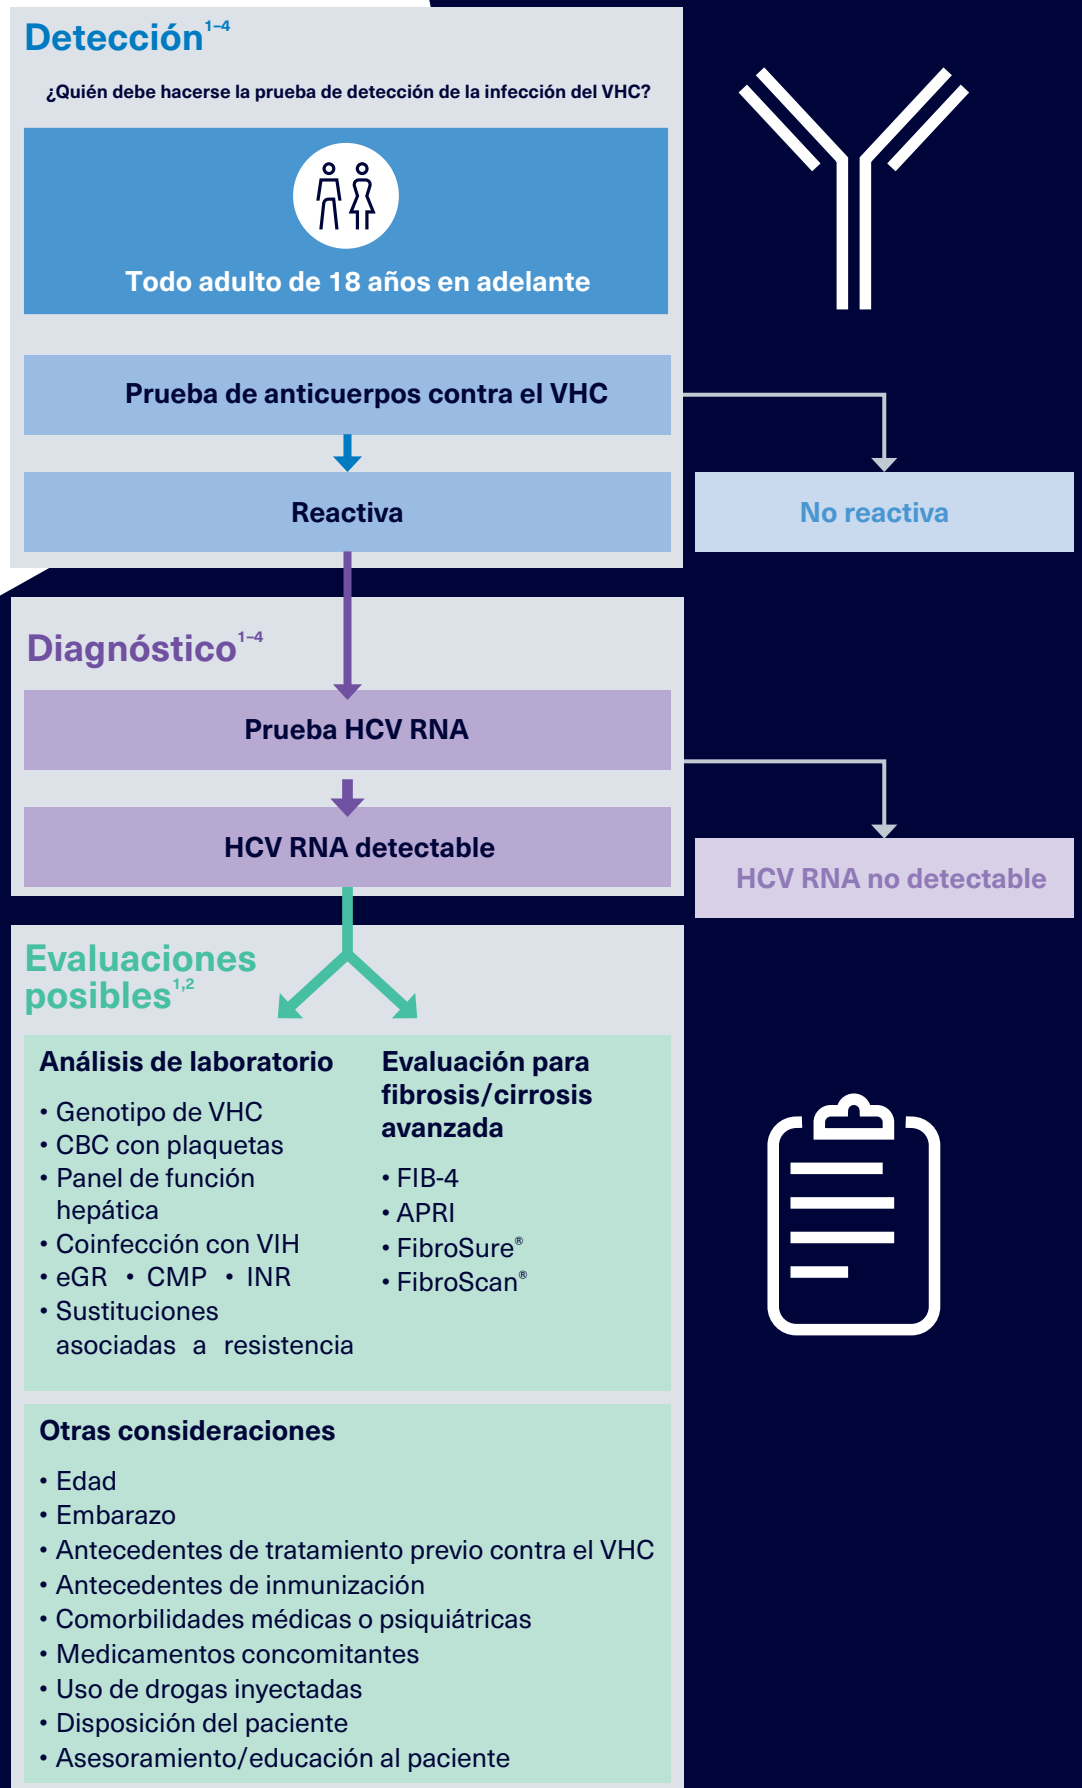 Detección¹⁻⁴
¿Quién debe hacerse la prueba de detección de la infección del VHC?
Todo adulto de 18 años en adelante
Prueba de anticuerpos contra el VHC
Reactiva
No reactiva
Diagnóstico¹⁻⁴
Prueba HCV RNA
HCV RNA detectable
HCV RNA no detectable
Evaluaciones
posibles¹,²
Análisis de laboratorio
• Genotipo de VHC
• CBC con plaquetas
• Panel de función
hepática
• Coinfección con VIH
• eGR • CMP • INR
• Sustituciones
asociadas a resistencia
Evaluación para
fibrosis/cirrosis
avanzada
• FIB-4
• APRI
• FibroSure®
• FibroScan®
Otras consideraciones
• Edad
• Embarazo
• Antecedentes de tratamiento previo contra el VHC
• Antecedentes de inmunización
• Comorbilidades médicas o psiquiátricas
• Medicamentos concomitantes
• Uso de drogas inyectadas
• Disposición del paciente
• Asesoramiento/educación al paciente